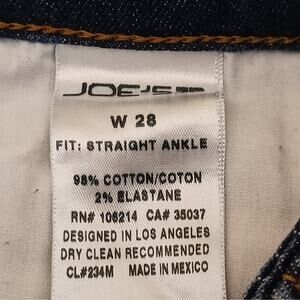 JOE'S
W 28
FIT: STRAIGHT ANKLE
98% COTTON/COTON
2% ELASTANE
RN# 106214 CA# 35037
DESIGNED IN LOS ANGELES
DRY CLEAN RECOMMENDED
CL#234M MADE IN MEXICO